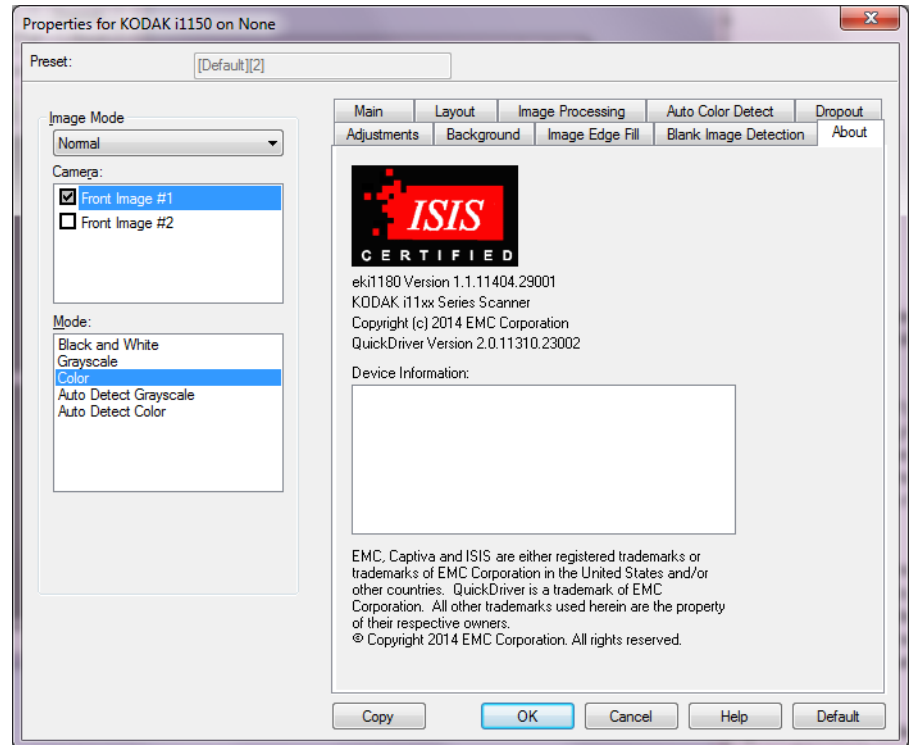 Properties for KODAK i1150 on None
Preset:
[Default][2]
Image Mode
Normal
Camera:
Front Image #1
Front Image #2
Mode:
Black and White
Grayscale
Color
Auto Detect Grayscale
Auto Detect Color
Main Layout Image Processing Auto Color Detect Dropout
Adjustments Background Image Edge Fill Blank Image Detection About
ISIS
CERTIFIED
eki1180 Version 1.1.11404.29001
KODAK i11xx Series Scanner
Copyright (c) 2014 EMC Corporation
QuickDriver Version 2.0.11310.23002
Device Information:
EMC, Captiva and ISIS are either registered trademarks or
trademarks of EMC Corporation in the United States and/or
other countries. QuickDriver is a trademark of EMC
Corporation. All other trademarks used herein are the property
of their respective owners.
© Copyright 2014 EMC Corporation. All rights reserved.
Copy OK Cancel Help Default